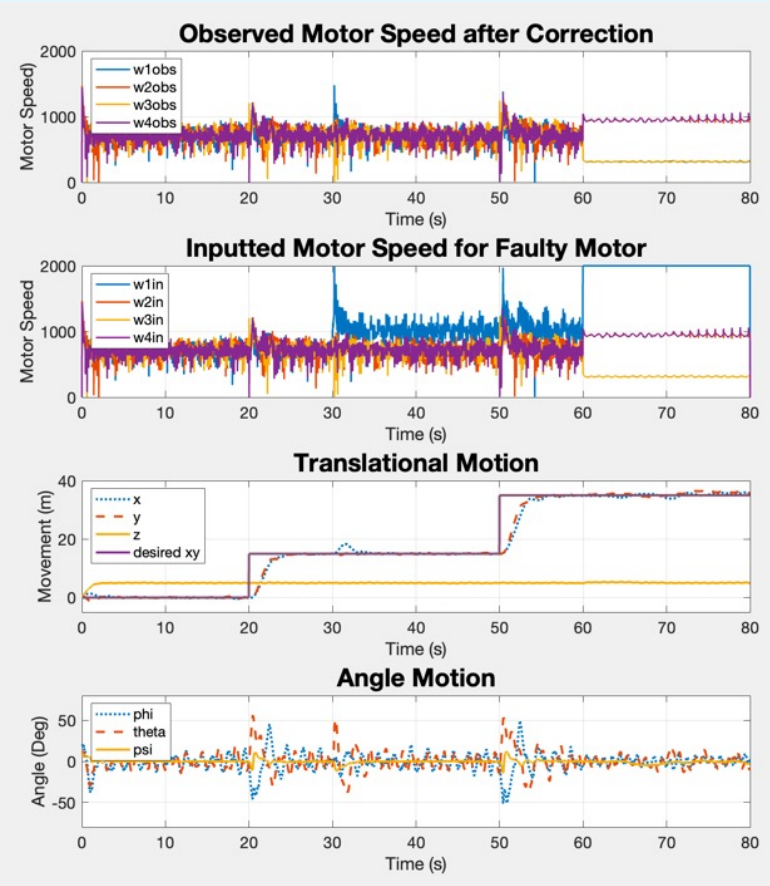 Observed Motor Speed after Correction
Motor Speed)
2000
1000
0
w1obs
w2obs
w3obs
w4obs
0 10 20 30 40 50 60 70 80
Time (s)
Inputted Motor Speed for Faulty Motor
Motor Speed
2000
1000
0
w1in
w2in
w3in
w4in
0 10 20 30 40 50 60 70 80
Time (s)
Translational Motion
Movement (m)
40
20
0
x
y
z
desired xy
0 10 20 30 40 50 60 70 80
Time (s)
Angle Motion
Angle (Deg)
50
0
-50
phi
theta
psi
0 10 20 30 40 50 60 70 80
Time (s)